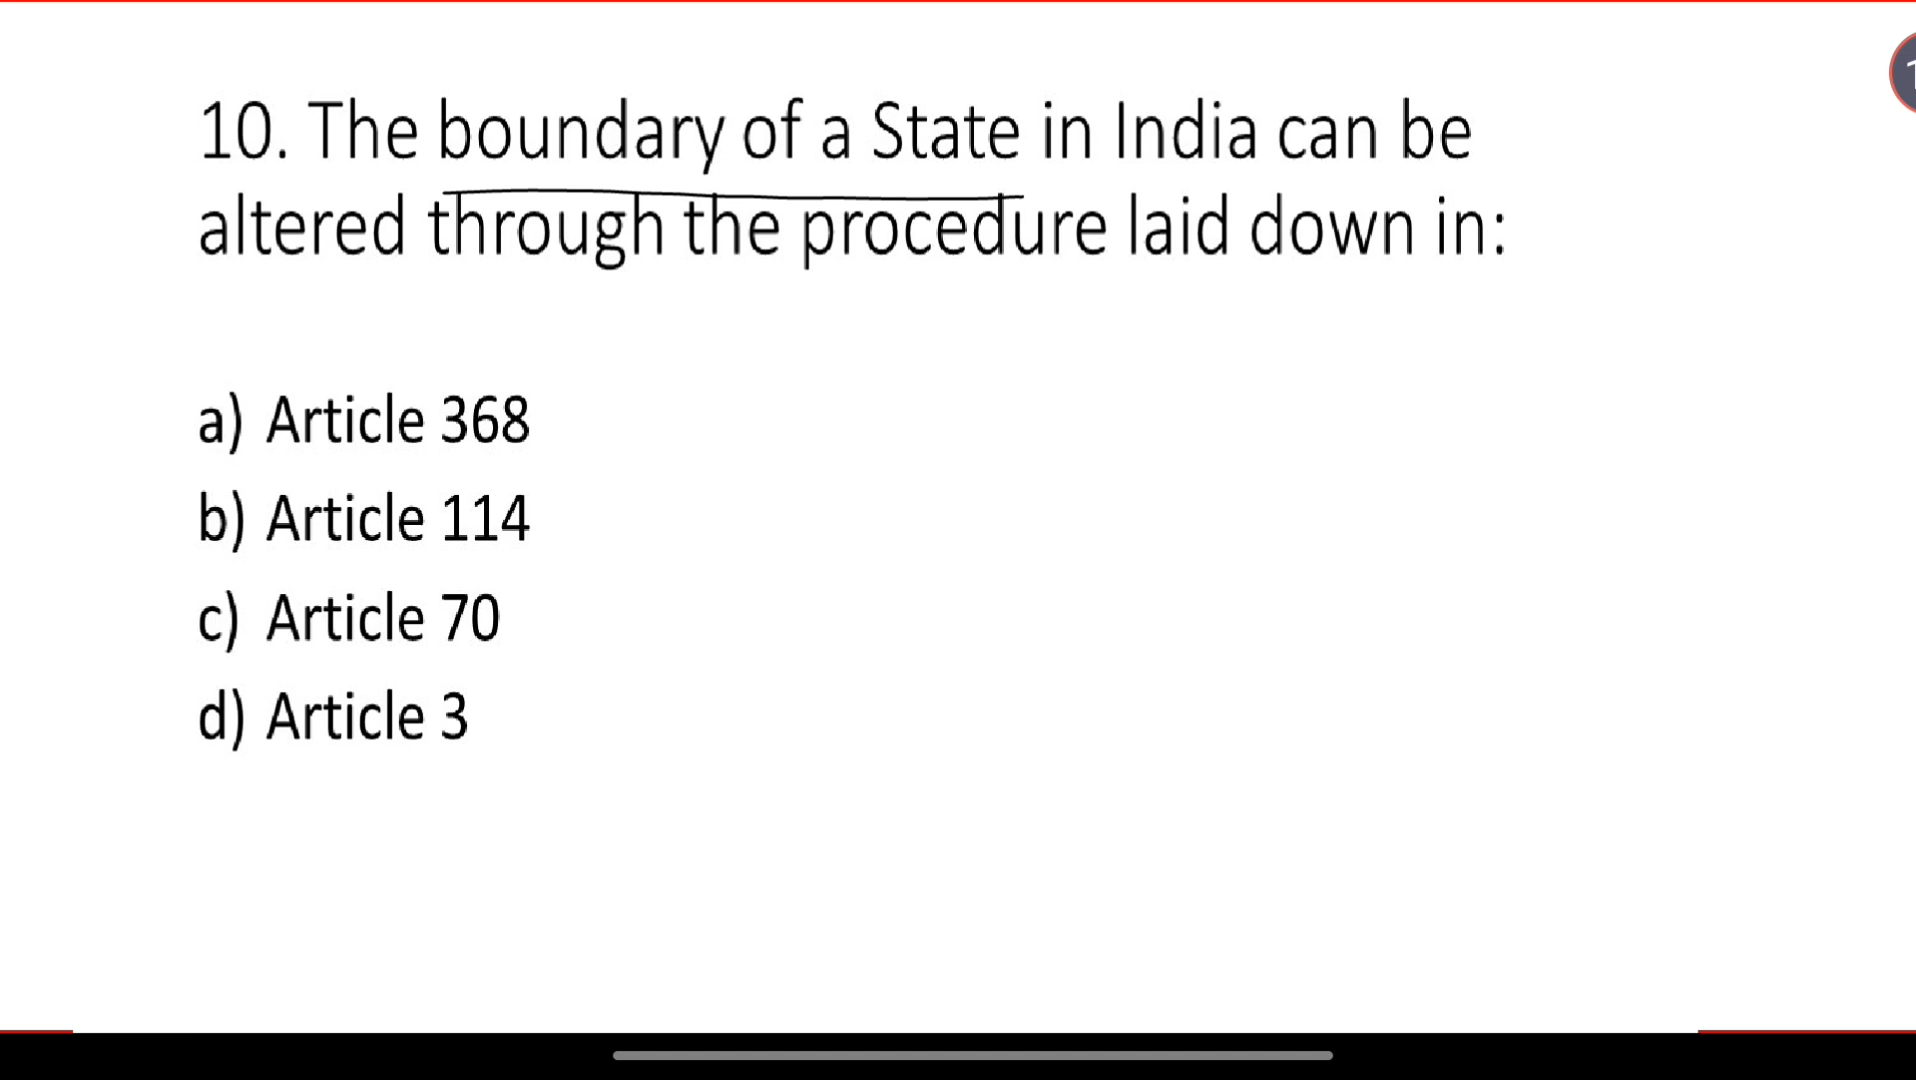 10. The boundary of a State in India can be
altered through the procedure laid down in:
a) Article 368
b) Article 114
c) Article 70
d) Article 3